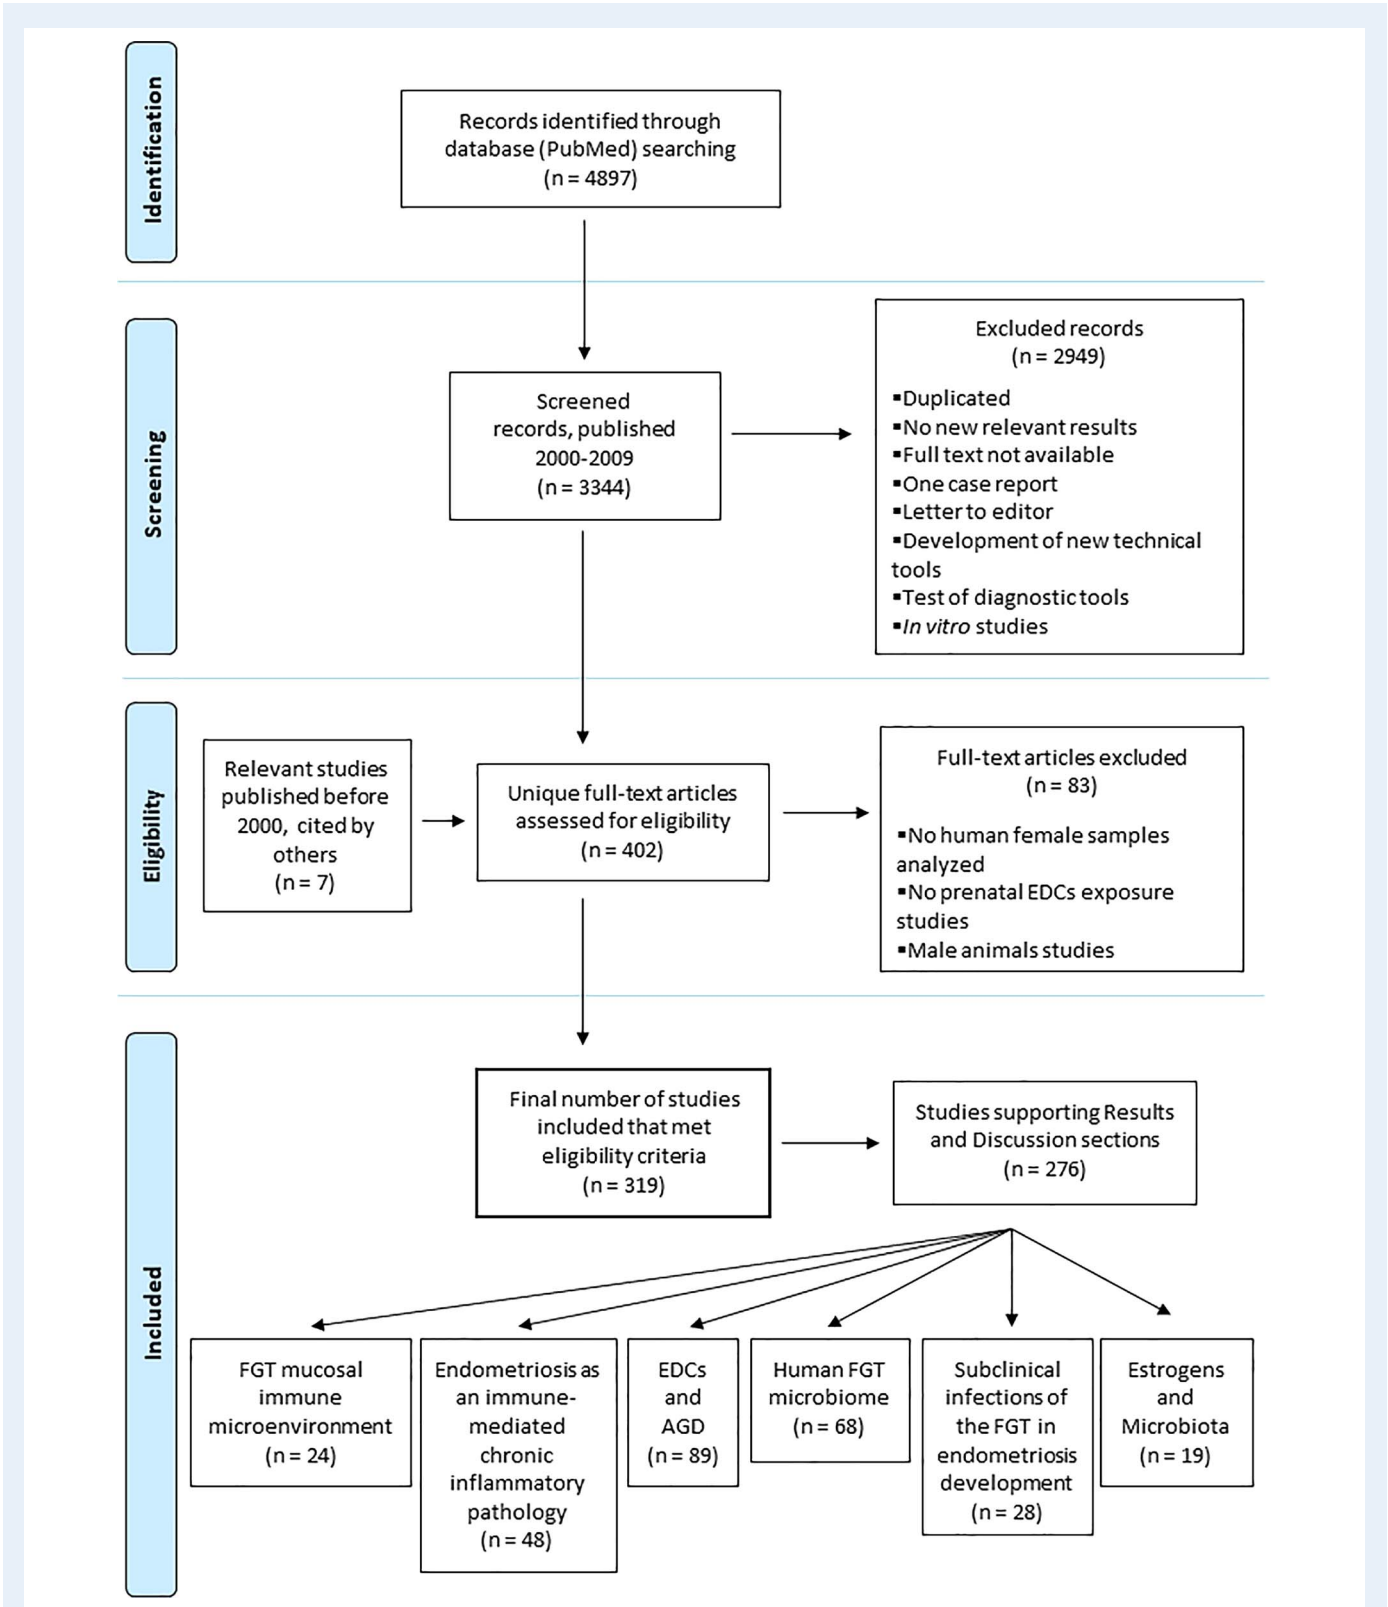 Identification
Records identified through
database (PubMed) searching
(n = 4897)
Screening
Screened
records, published
2000-2009
(n = 3344)
Excluded records
(n = 2949)
▪Duplicated
▪No new relevant results
▪Full text not available
▪One case report
▪Letter to editor
▪Development of new technical
tools
▪Test of diagnostic tools
▪In vitro studies
Eligibility
Relevant studies
published before
2000, cited by
others
(n = 7)
Unique full-text articles
assessed for eligibility
(n = 402)
Full-text articles excluded
(n = 83)
▪No human female samples
analyzed
▪No prenatal EDCs exposure
studies
▪Male animals studies
Included
Final number of studies
included that met
eligibility criteria
(n = 319)
Studies supporting Results
and Discussion sections
(n = 276)
FGT mucosal
immune
microenvironment
(n = 24)
Endometriosis as
an immune-
mediated
chronic
inflammatory
pathology
(n = 48)
EDCs
and
AGD
(n = 89)
Human FGT
microbiome
(n = 68)
Subclinical
infections of
the FGT in
endometriosis
development
(n = 28)
Estrogens
and
Microbiota
(n = 19)